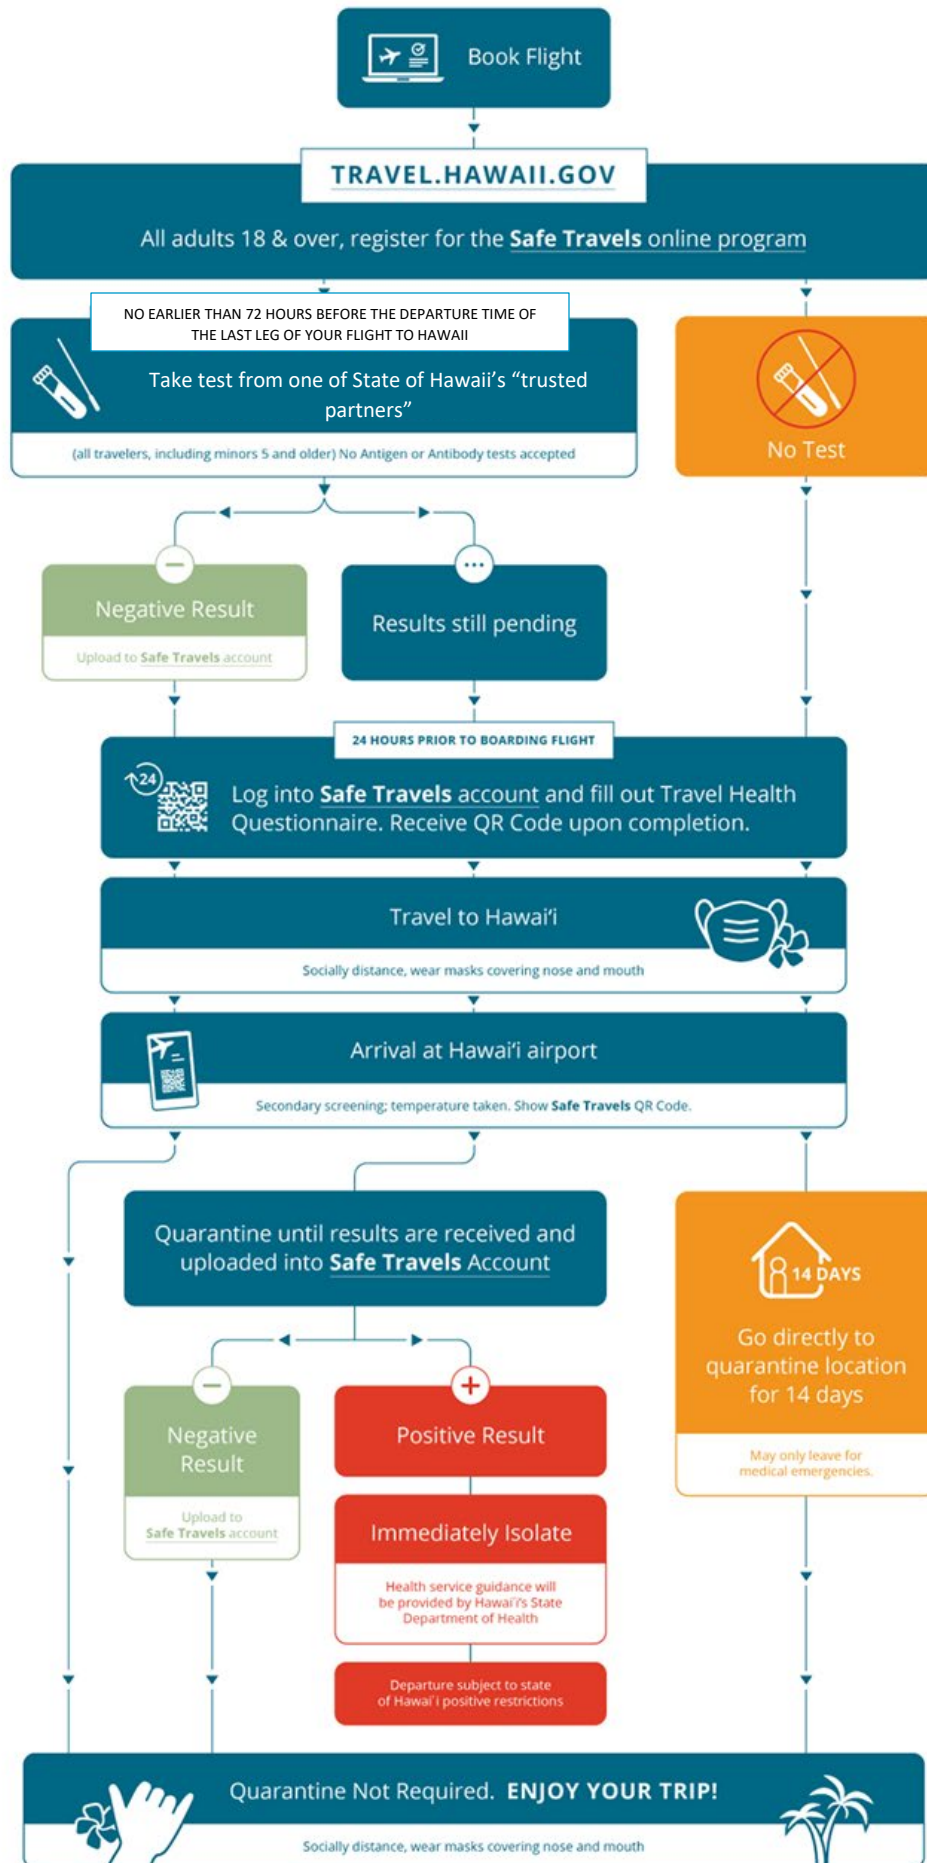 Book Flight
TRAVEL.HAWAII.GOV
All adults 18 & over, register for the Safe Travels online program
NO EARLIER THAN 72 HOURS BEFORE THE DEPARTURE TIME OF
THE LAST LEG OF YOUR FLIGHT TO HAWAII
Take test from one of State of Hawaii’s “trusted
partners”
(all travelers, including minors 5 and older) No Antigen or Antibody tests accepted
No Test
Negative Result
Upload to Safe Travels account
Results still pending
24 HOURS PRIOR TO BOARDING FLIGHT
24
Log into Safe Travels account and fill out Travel Health
Questionnaire. Receive QR Code upon completion.
Travel to Hawai‘i
Socially distance, wear masks covering nose and mouth
Arrival at Hawai‘i airport
Secondary screening; temperature taken. Show Safe Travels QR Code.
Quarantine until results are received and
uploaded into Safe Travels Account
14 DAYS
Go directly to
quarantine location
for 14 days
May only leave for
medical emergencies.
Negative
Result
Upload to
Safe Travels account
Positive Result
Immediately Isolate
Health service guidance will
be provided by Hawai`i's State
Department of Health
Departure subject to state
of Hawai`i positive restrictions
Quarantine Not Required. ENJOY YOUR TRIP!
Socially distance, wear masks covering nose and mouth